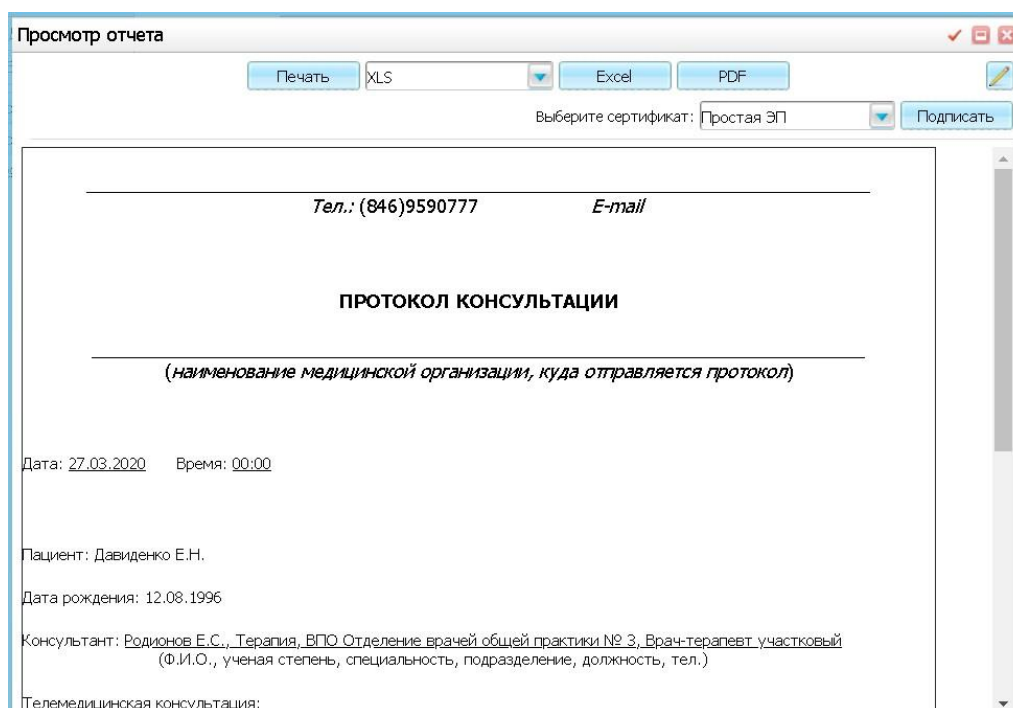 Просмотр отчета
Печать XLS Excel PDF
Выберите сертификат: Простая ЭП Подписать
Тел.: (846)9590777 E-mail
ПРОТОКОЛ КОНСУЛЬТАЦИИ
(наименование медицинской организации, куда отправляется протокол)
Дата: 27.03.2020 Время: 00:00
Пациент: Давиденко Е.Н.
Дата рождения: 12.08.1996
Консультант: Родионов Е.С., Терапия, ВПО Отделение врачей общей практики № 3, Врач-терапевт участковый
(Ф.И.О., ученая степень, специальность, подразделение, должность, тел.)
Телемедицинская консультация: